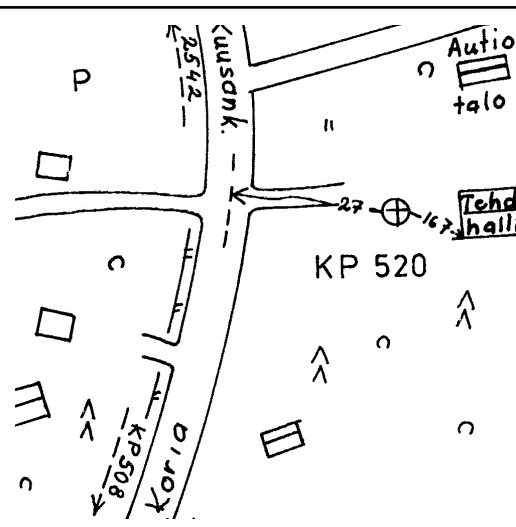 Kuusank.
2542
Autio
talo
P
27
167
Tehd
halli
KP 520
KP508
Koria